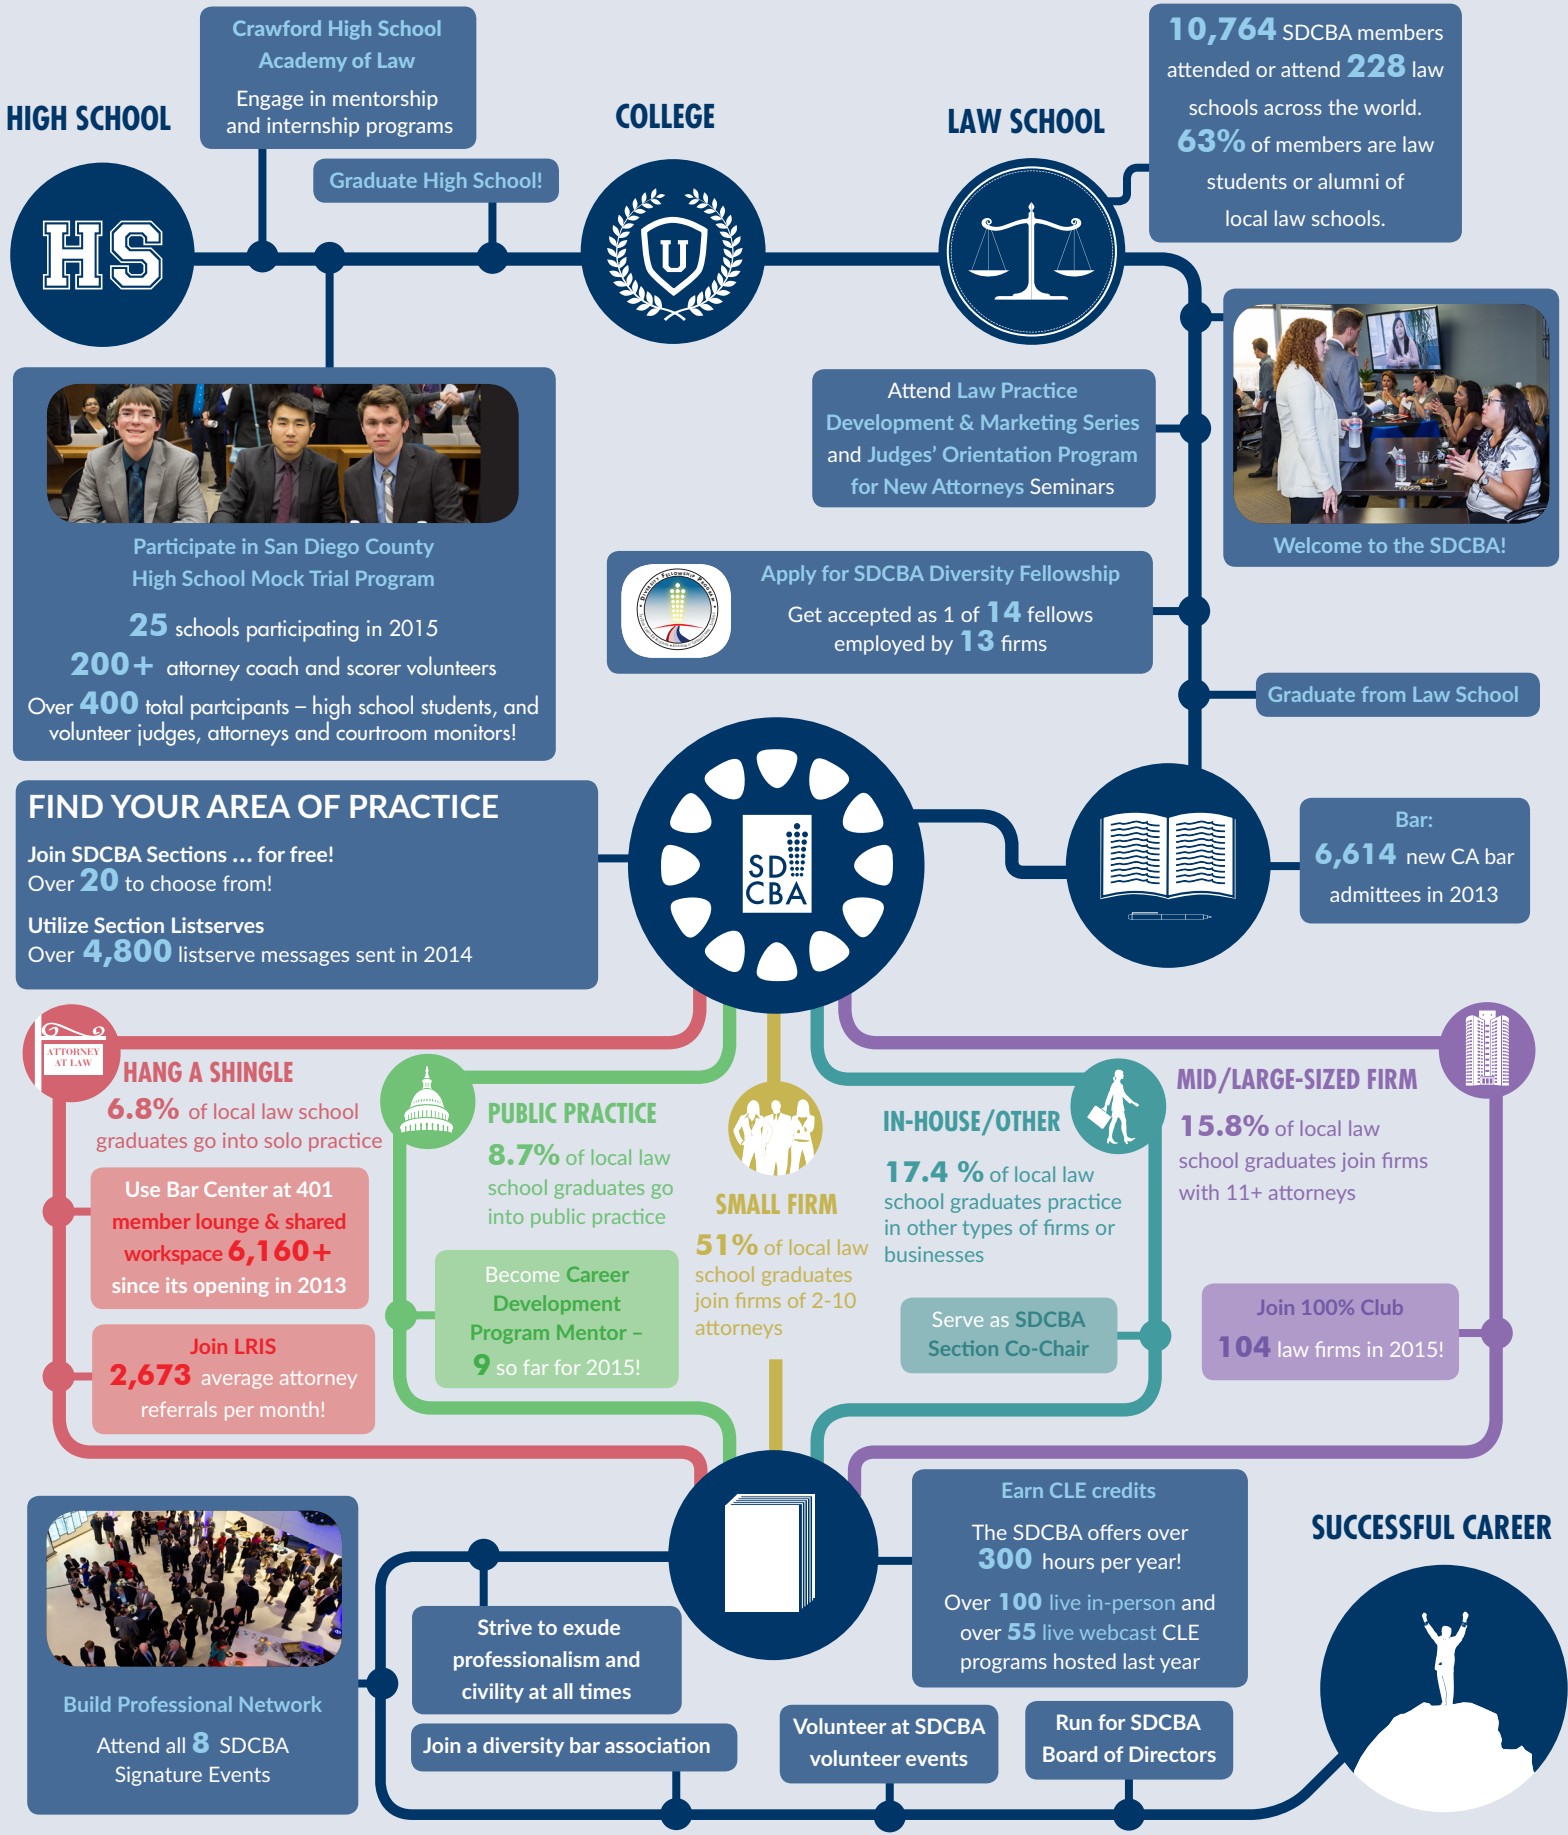 Crawford High School
Academy of Law
Engage in mentorship
and internship programs
HIGH SCHOOL
HS
Graduate High School!
COLLEGE
U
LAW SCHOOL
10,764 SDCBA members
attended or attend 228 law
schools across the world.
63% of members are law
students or alumni of
local law schools.
Participate in San Diego County
High School Mock Trial Program
25 schools participating in 2015
200+ attorney coach and scorer volunteers
Over 400 total partcipants – high school students, and
volunteer judges, attorneys and courtroom monitors!
Welcome to the SDCBA!
Attend Law Practice
Development & Marketing Series
and Judges' Orientation Program
for New Attorneys Seminars
DIVERSITY FELLOWSHIP PROGRAM
Apply for SDCBA Diversity Fellowship
Get accepted as 1 of 14 fellows
employed by 13 firms
Graduate from Law School
Bar:
6,614 new CA bar
admittees in 2013
SD
CBA
FIND YOUR AREA OF PRACTICE
Join SDCBA Sections ... for free!
Over 20 to choose from!
Utilize Section Listserves
Over 4,800 listserve messages sent in 2014
ATTORNEY
AT LAW
HANG A SHINGLE
6.8% of local law school
graduates go into solo practice
Use Bar Center at 401
member lounge & shared
workspace 6,160+
since its opening in 2013
Join LRIS
2,673 average attorney
referrals per month!
PUBLIC PRACTICE
8.7% of local law
school graduates go
into public practice
Become Career
Development
Program Mentor –
9 so far for 2015!
SMALL FIRM
51% of local law
school graduates
join firms of 2-10
attorneys
IN-HOUSE/OTHER
17.4 % of local law
school graduates practice
in other types of firms or
businesses
Serve as SDCBA
Section Co-Chair
MID/LARGE-SIZED FIRM
15.8% of local law
school graduates join firms
with 11+ attorneys
Join 100% Club
104 law firms in 2015!
Earn CLE credits
The SDCBA offers over
300 hours per year!
Over 100 live in-person and
over 55 live webcast CLE
programs hosted last year
Strive to exude
professionalism and
civility at all times
Build Professional Network
Attend all 8 SDCBA
Signature Events
Join a diversity bar association
Volunteer at SDCBA
volunteer events
Run for SDCBA
Board of Directors
SUCCESSFUL CAREER